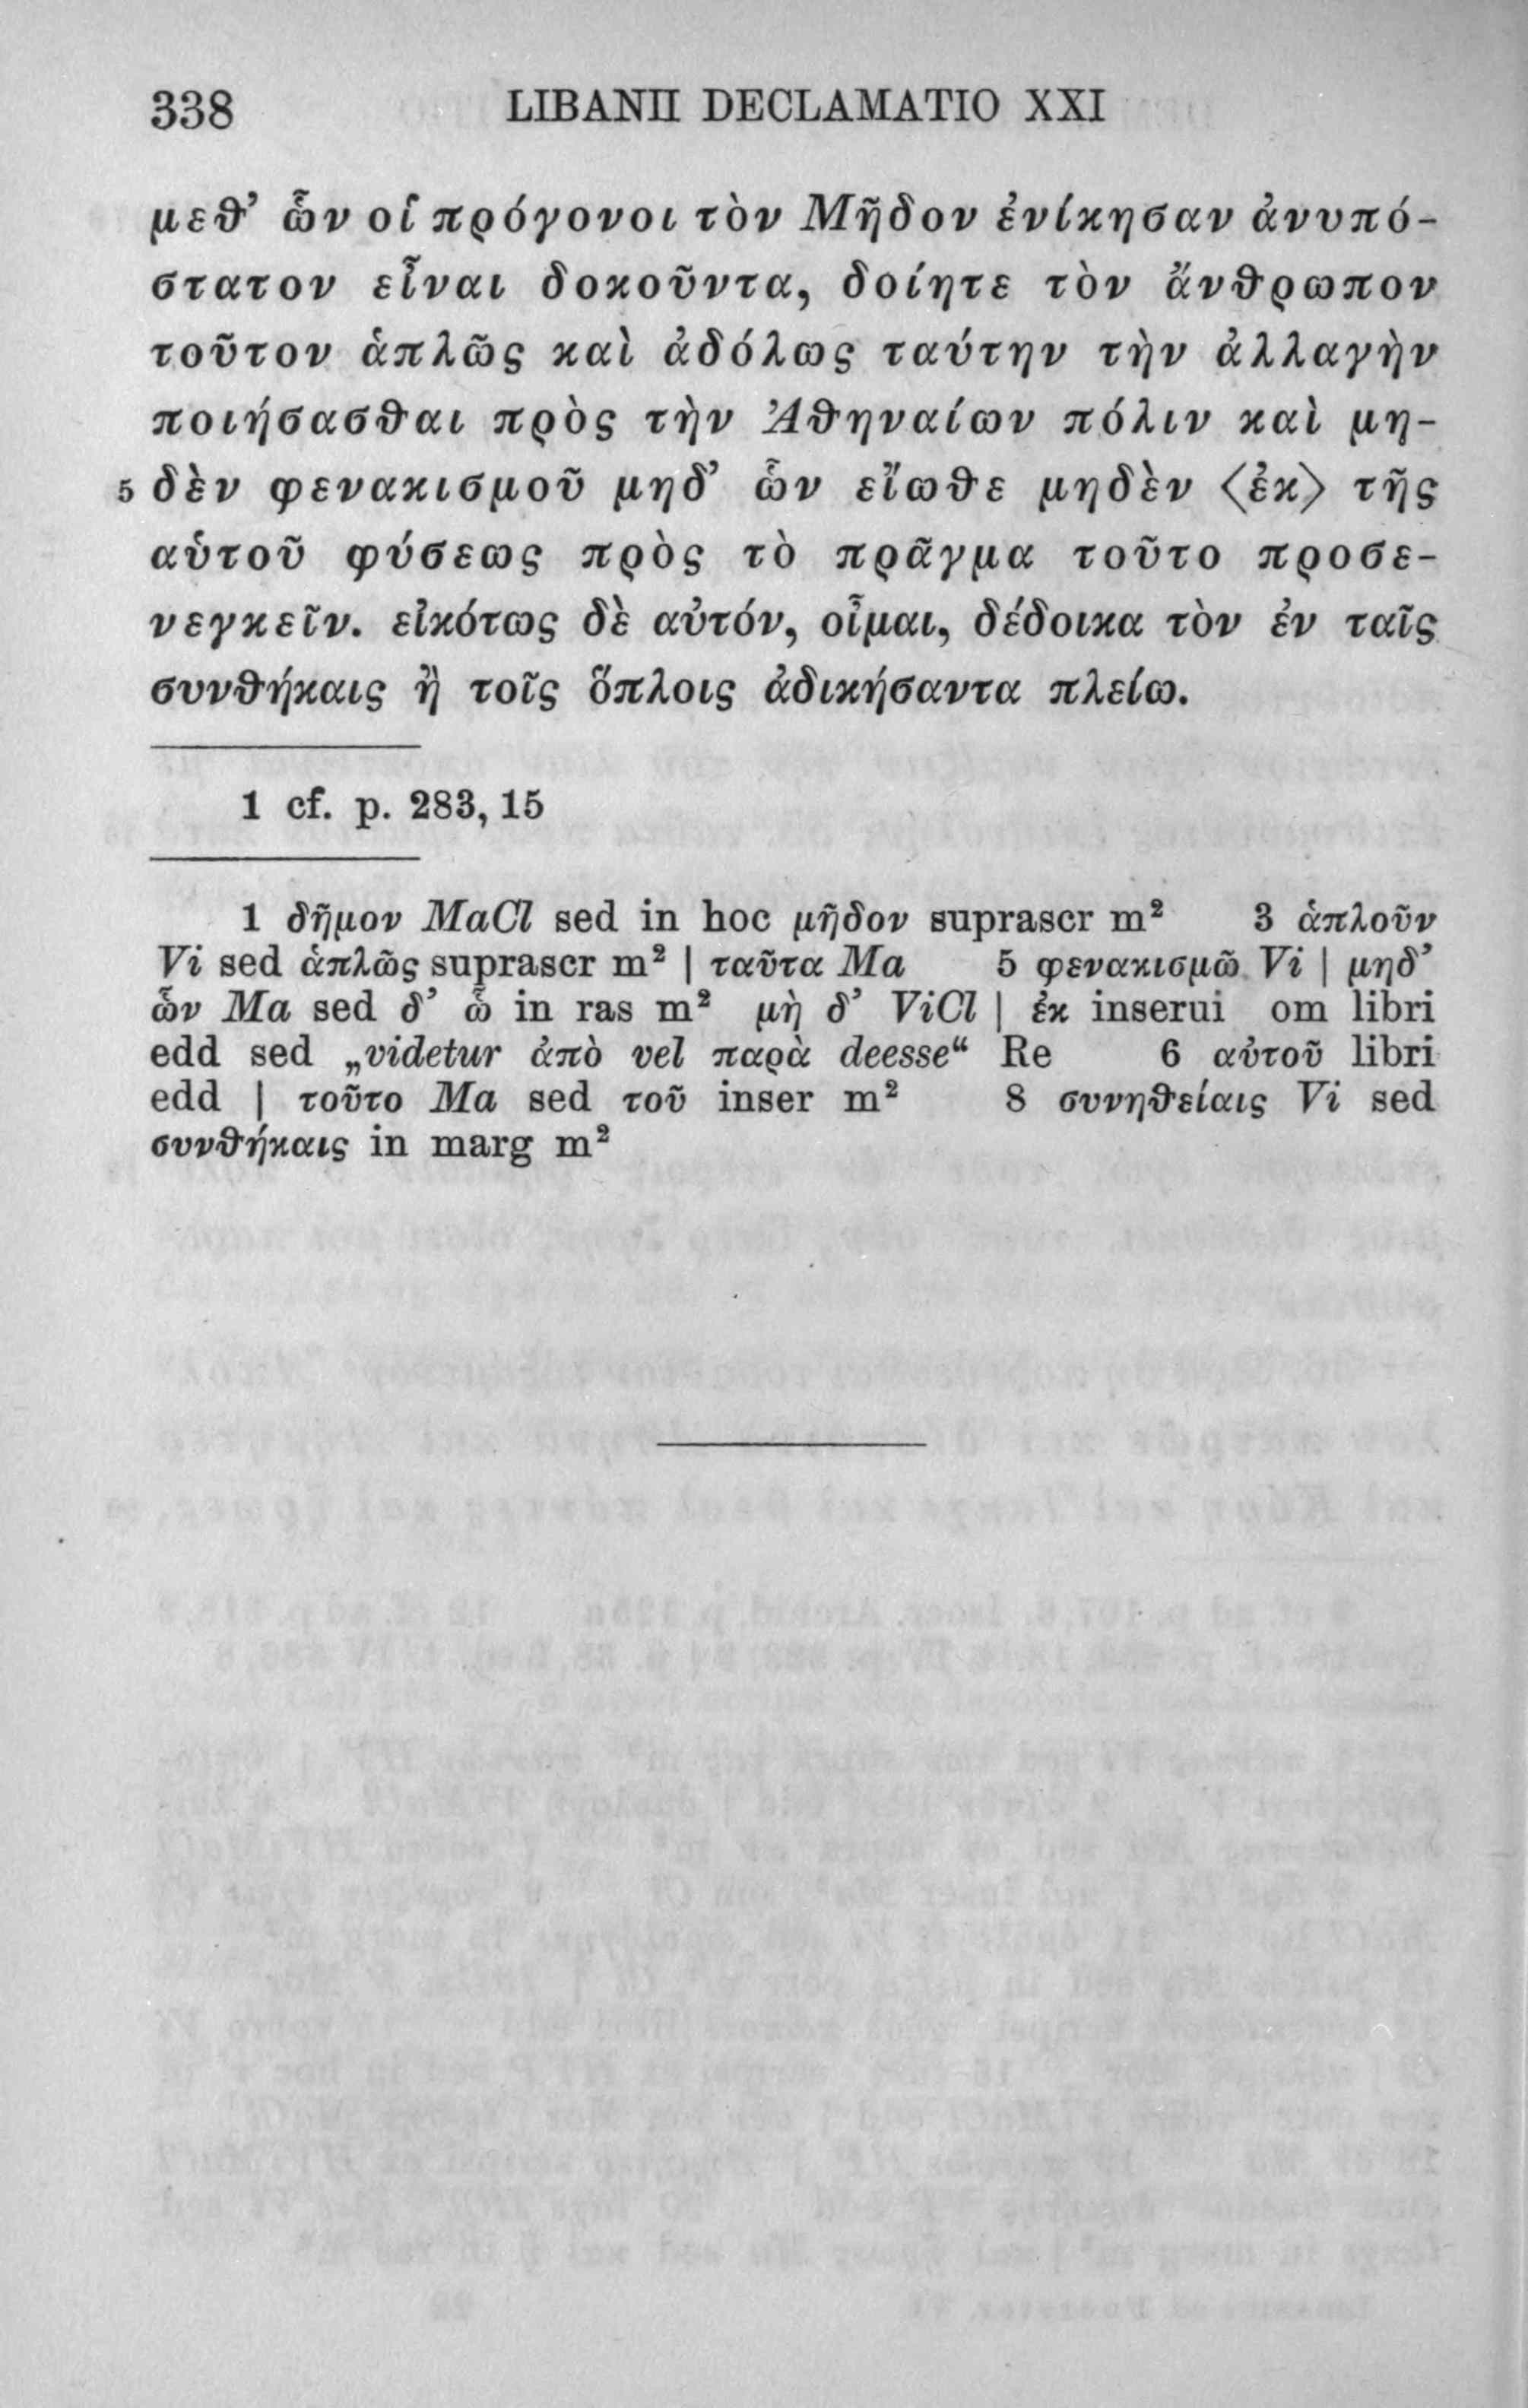 338 LIBANII DECLAMATIO XXI
μεθ’ ὧν οἱ πρόγονοι τὸν Μῆδον ἐνίκησαν ἀνυπό-
στατον εἶναι δοκοῦντα, δοίητε τὸν ἄνθρωπον
τοῦτον ἁπλῶς καὶ ἀδόλως ταύτην τὴν ἀλλαγὴν
ποιήσασθαι πρὸς τὴν Ἀθηναίων πόλιν καὶ μη-
5 δὲν φενακισμοῦ μηδ’ ὧν εἴωθε μηδὲν ⟨ἐκ⟩ τῆς
αὑτοῦ φύσεως πρὸς τὸ πρᾶγμα τοῦτο προσε-
νεγκεῖν. εἰκότως δὲ αὐτόν, οἶμαι, δέδοικα τὸν ἐν ταῖς
συνθήκαις ἢ τοῖς ὅπλοις ἀδικήσαντα πλείω.
1 cf. p. 283, 15
1 δῆμον MaCl sed in hoc μῆδον suprascr m² 3 ἁπλοῦν
Vi sed ἁπλῶς suprascr m² | ταῦτα Ma 5 φενακισμῶ Vi | μηδ’
ὧν Ma sed δ’ ὧ in ras m² μὴ δ’ ViCl | ἐκ inserui om libri
edd sed „videtur ἀπὸ vel παρὰ deesse“ Re 6 αὐτοῦ libri
edd | τοῦτο Ma sed τοῦ inser m² 8 συνηθείαις Vi sed
συνθήκαις in marg m²